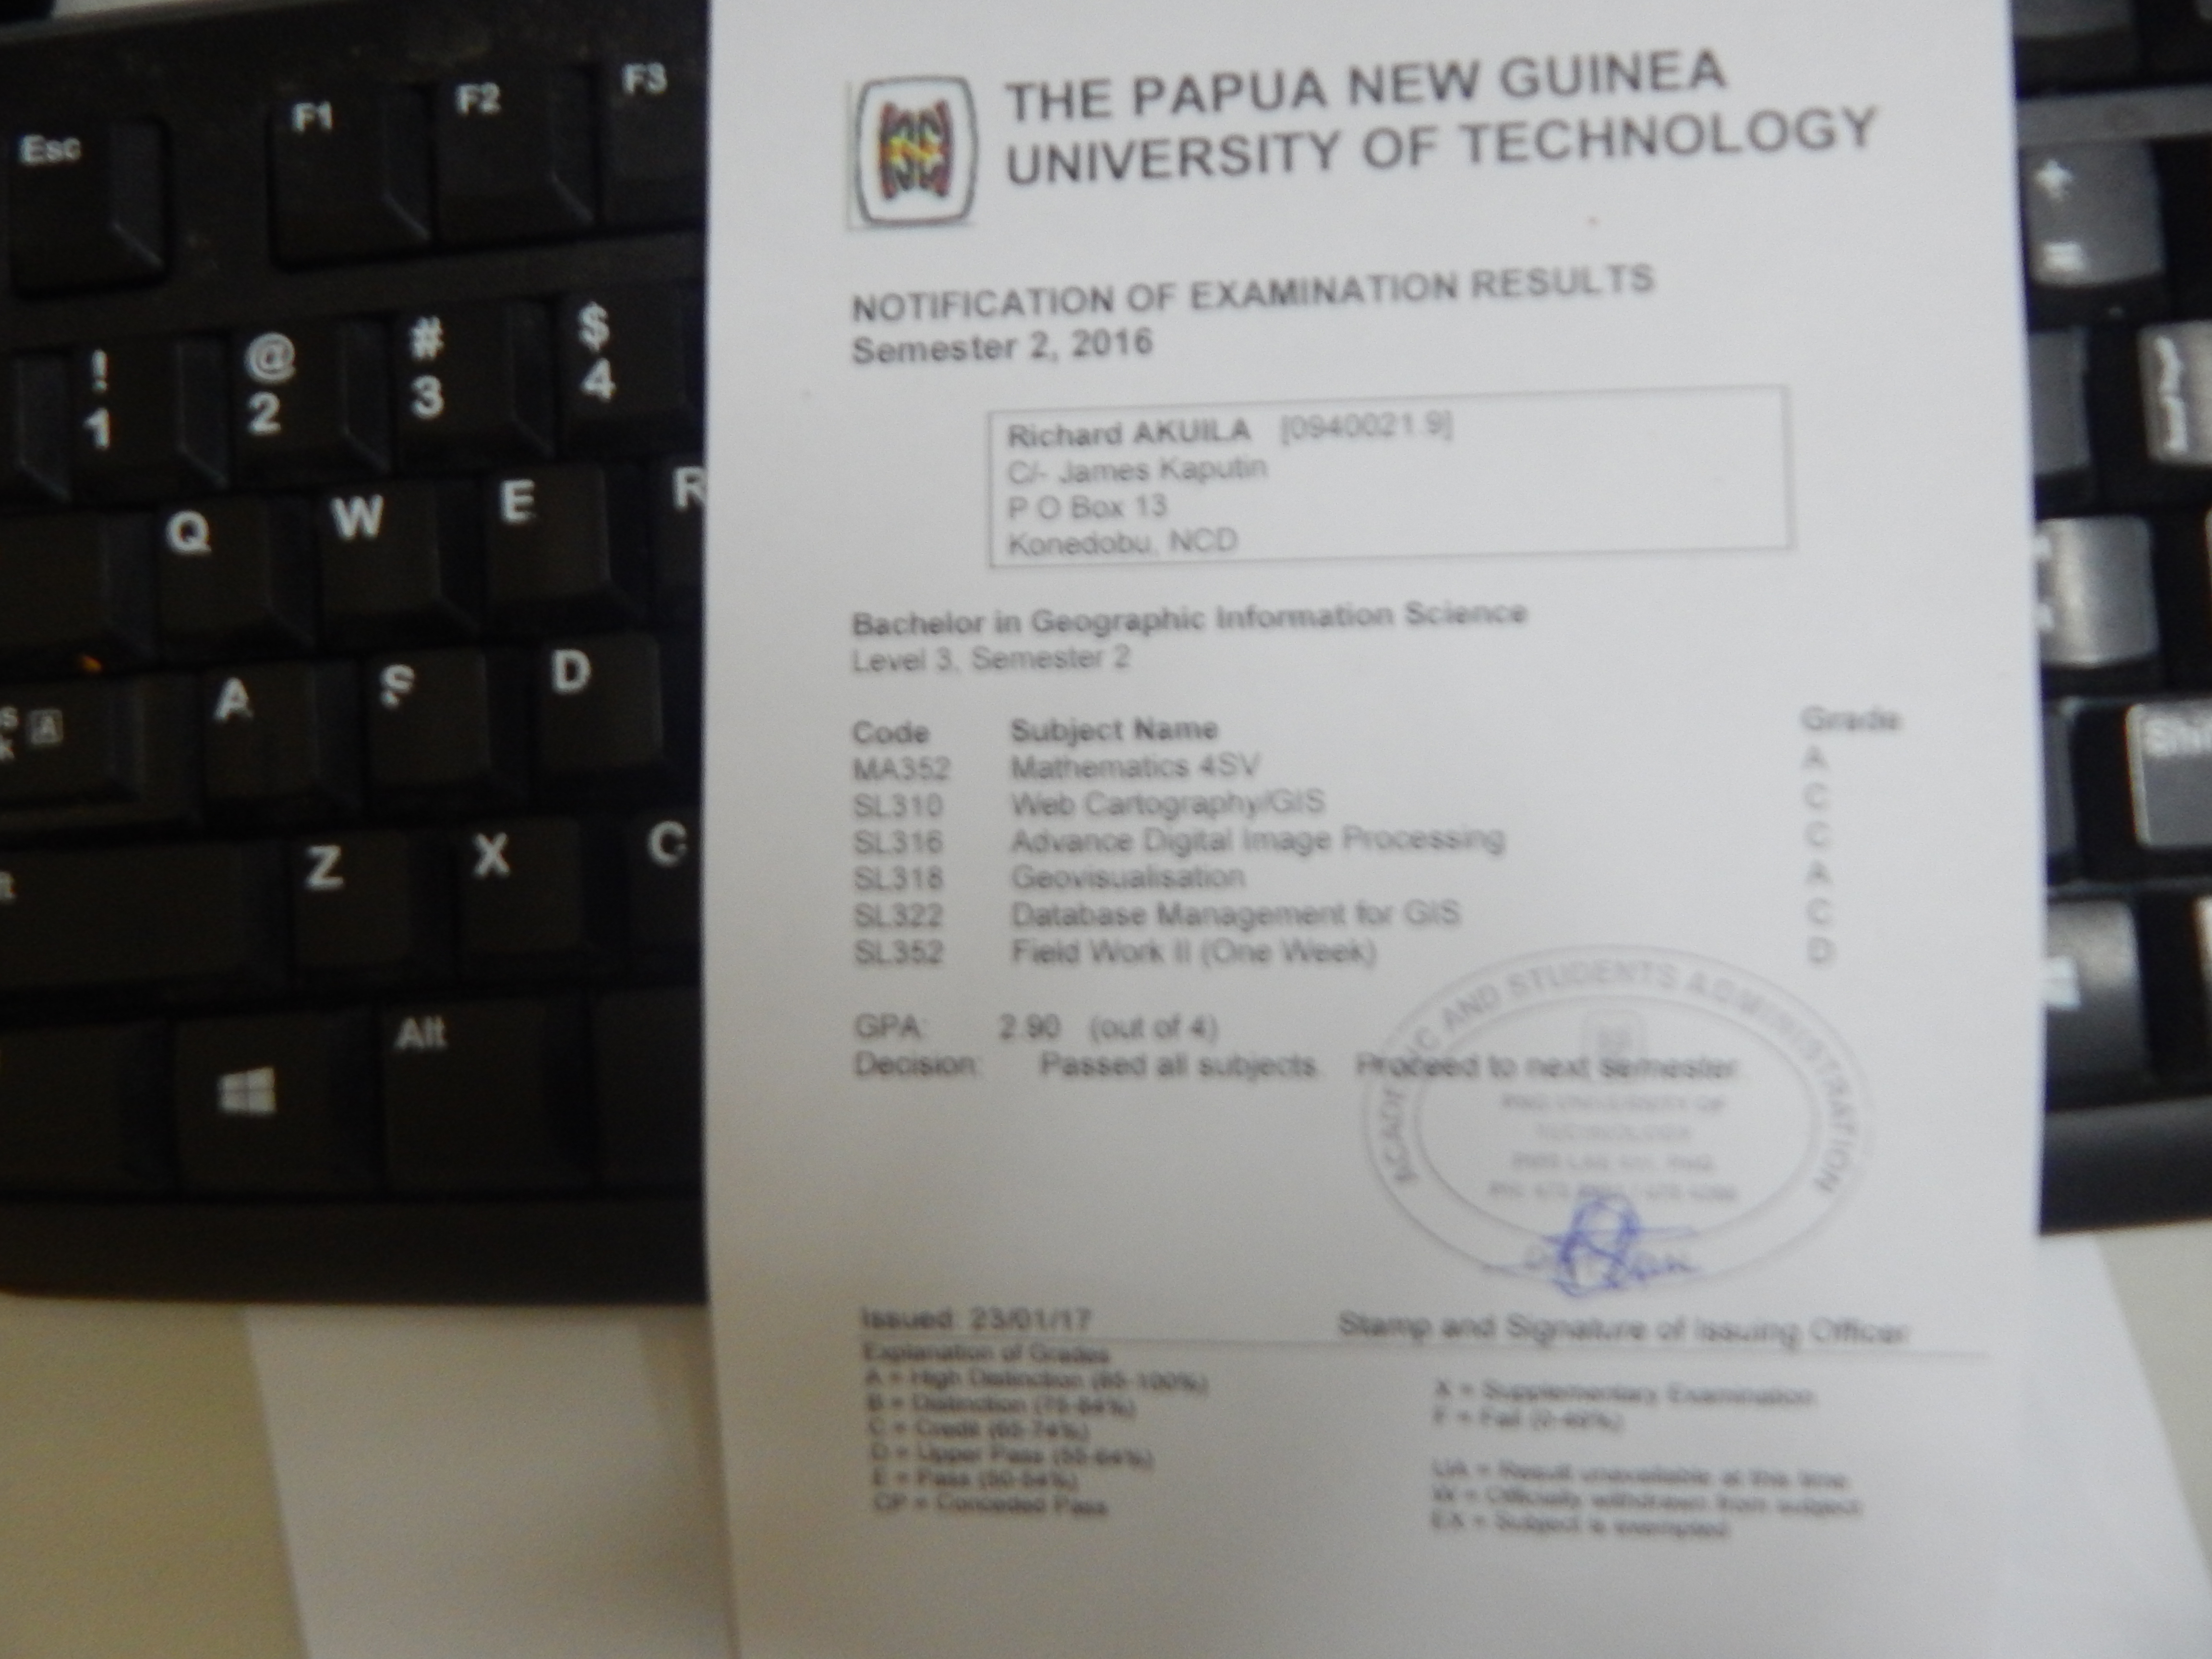 THE PAPUA NEW GUINEA
UNIVERSITY OF TECHNOLOGY
NOTIFICATION OF EXAMINATION RESULTS
Semester 2, 2016
Richard AKUILA [0940021.9]
C/- James Kaputin
P O Box 13
Konedobu, NCD
Bachelor in Geographic Information Science
Level 3, Semester 2
Code Subject Name Grade
MA352 Mathematics 4SV A
SL310 Web Cartography/GIS C
SL316 Advance Digital Image Processing C
SL318 Geovisualisation A
SL322 Database Management for GIS C
SL352 Field Work II (One Week) D
GPA: 2.90 (out of 4)
Decision: Passed all subjects. Proceed to next semester.
ACADEMIC AND STUDENTS ADMINISTRATION
PNG UNIVERSITY OF
TECHNOLOGY
Issued: 23/01/17 Stamp and Signature of Issuing Officer
Explanation of Grades
A = High Distinction (85-100%)
B = Distinction (75-84%)
C = Credit (65-74%)
D = Upper Pass (55-64%)
E = Pass (50-54%)
CP = Conceded Pass
X = Supplementary Examination
F = Fail (0-49%)
UA = Result unavailable at this time
W = Officially withdrawn from subject
EX = Subject is exempted
Esc F1 F2 F3
! @ # $
1 2 3 4
Q W E R
A S D
Z X C
Alt
+
=
}
]